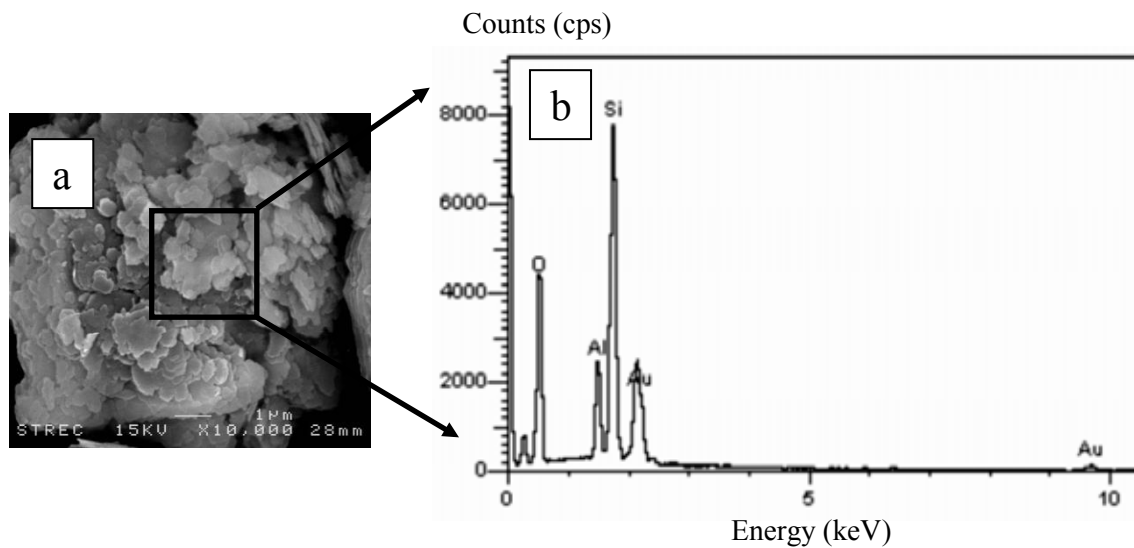 Counts (cps)
a
1µm
STREC 15KV X10,000 28mm
b
8000
6000
4000
2000
0
O
Al
Si
Au
Au
0
5
10
Energy (keV)